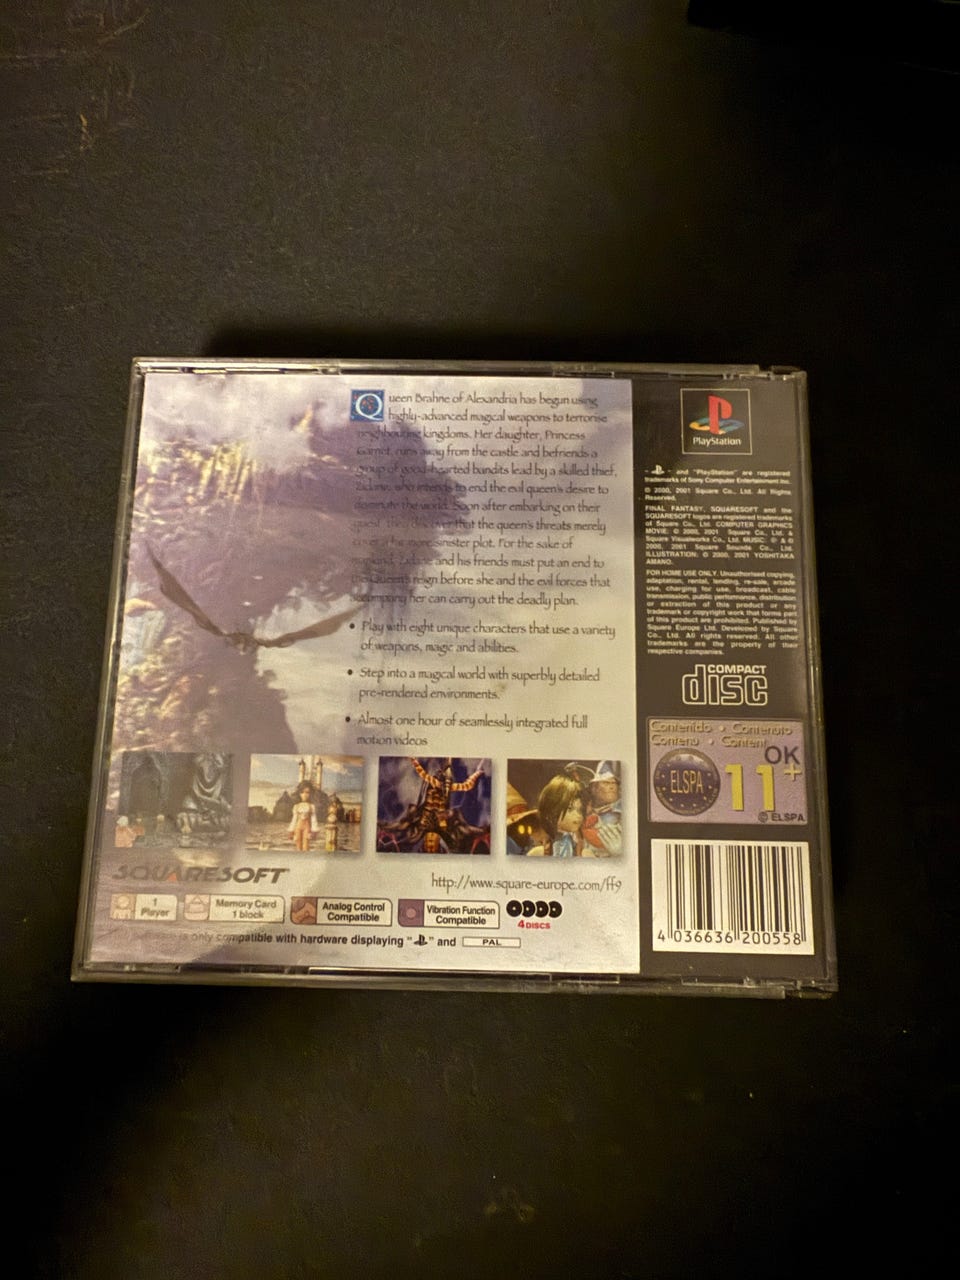 Queen Brahne of Alexandria has begun using
highly-advanced magical weapons to terrorise
neighbouring kingdoms. Her daughter, Princess
Garnet, runs away from the castle and befriends a
group of good-hearted bandits lead by a skilled thief,
Zidane, who intends to end the evil queen's desire to
dominate the world. Soon after embarking on their
quest they discover that the queen's threats merely
cover a far more sinister plot. For the sake of
mankind, Zidane and his friends must put an end to
the Queen's reign before she and the evil forces that
accompany her can carry out the deadly plan.
• Play with eight unique characters that use a variety
of weapons, magic and abilities.
• Step into a magical world with superbly detailed
pre-rendered environments.
• Almost one hour of seamlessly integrated full
motion videos
SQUARESOFT
http://www.square-europe.com/ff9
1
Player
Memory Card
1 block
Analog Control
Compatible
Vibration Function
Compatible
4 DISCS
is only compatible with hardware displaying " " and PAL
PlayStation
" " and "PlayStation" are registered
trademarks of Sony Computer Entertainment Inc.
© 2000, 2001 Square Co., Ltd. All Rights
Reserved.
FINAL FANTASY, SQUARESOFT and the
SQUARESOFT logos are registered trademarks
of Square Co., Ltd. COMPUTER GRAPHICS
MOVIE: © 2000, 2001 Square Co., Ltd. &
Square Visualworks Co., Ltd. MUSIC: ℗ & ©
2000, 2001 Square Sounds Co., Ltd.
ILLUSTRATION: © 2000, 2001 YOSHITAKA
AMANO.
FOR HOME USE ONLY. Unauthorised copying,
adaptation, rental, lending, re-sale, arcade
use, charging for use, broadcast, cable
transmission, public performance, distribution
or extraction of this product or any
trademark or copyright work that forms part
of this product are prohibited. Published by
Square Europe Ltd. Developed by Square
Co., Ltd. All rights reserved. All other
trademarks are the property of their
respective companies.
COMPACT
disc
Contenido • Contenuto
Contenu • Content
OK
ELSPA
11+
© ELSPA
4 036636 200558